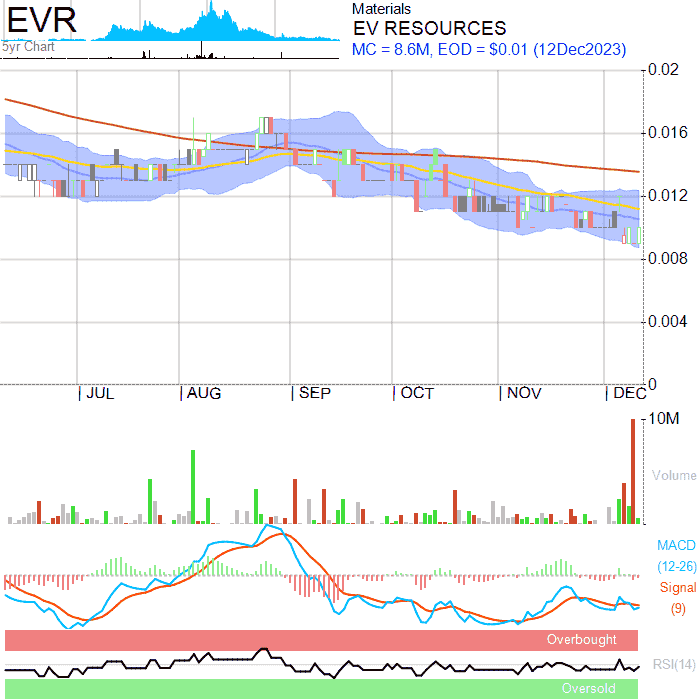 EVR
5yr Chart
Materials
EV RESOURCES
MC = 8.6M, EOD = $0.01 (12Dec2023)
0.02
0.016
0.012
0.008
0.004
0
JUL AUG SEP OCT NOV DEC
10M
Volume
MACD
(12-26)
Signal
(9)
Overbought
RSI(14)
Oversold